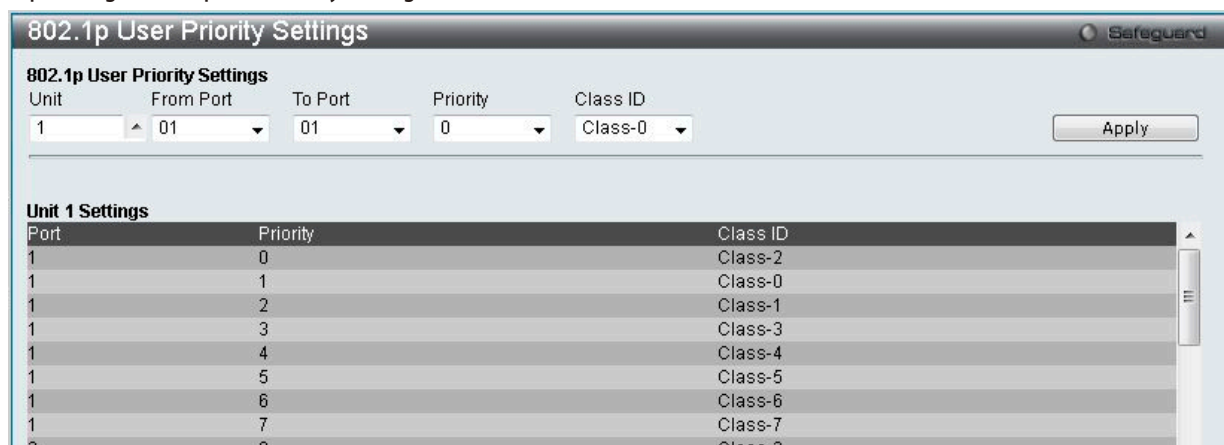 802.1p User Priority Settings
Safeguard
802.1p User Priority Settings
Unit From Port To Port Priority Class ID
1 01 01 0 Class-0 Apply
Unit 1 Settings
Port Priority Class ID
1 0 Class-2
1 1 Class-0
1 2 Class-1
1 3 Class-3
1 4 Class-4
1 5 Class-5
1 6 Class-6
1 7 Class-7